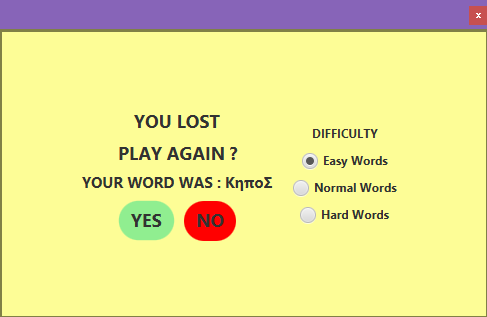 x
YOU LOST
PLAY AGAIN ?
YOUR WORD WAS : ΚηποΣ
YES NO
DIFFICULTY
Easy Words
Normal Words
Hard Words